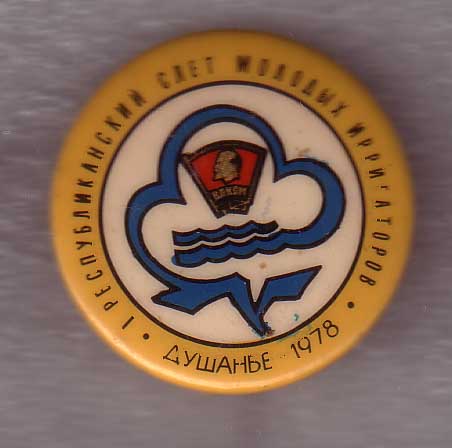 I РЕСПУБЛИКАНСКИЙ СЛЕТ МОЛОДЫХ ИРРИГАТОРОВ
ВЛКСМ
ДУШАНБЕ 1978